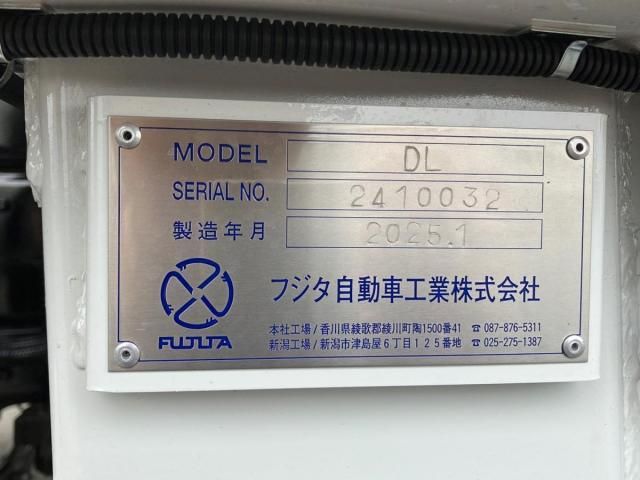 MODEL DL
SERIAL NO. 2410032
製造年月 2025.1
フジタ自動車工業株式会社
FUJITA
本社工場/香川県綾歌郡綾川町陶1500番41 ☎ 087-876-5311
新潟工場/新潟市津島屋6丁目125番地 ☎ 025-275-1387